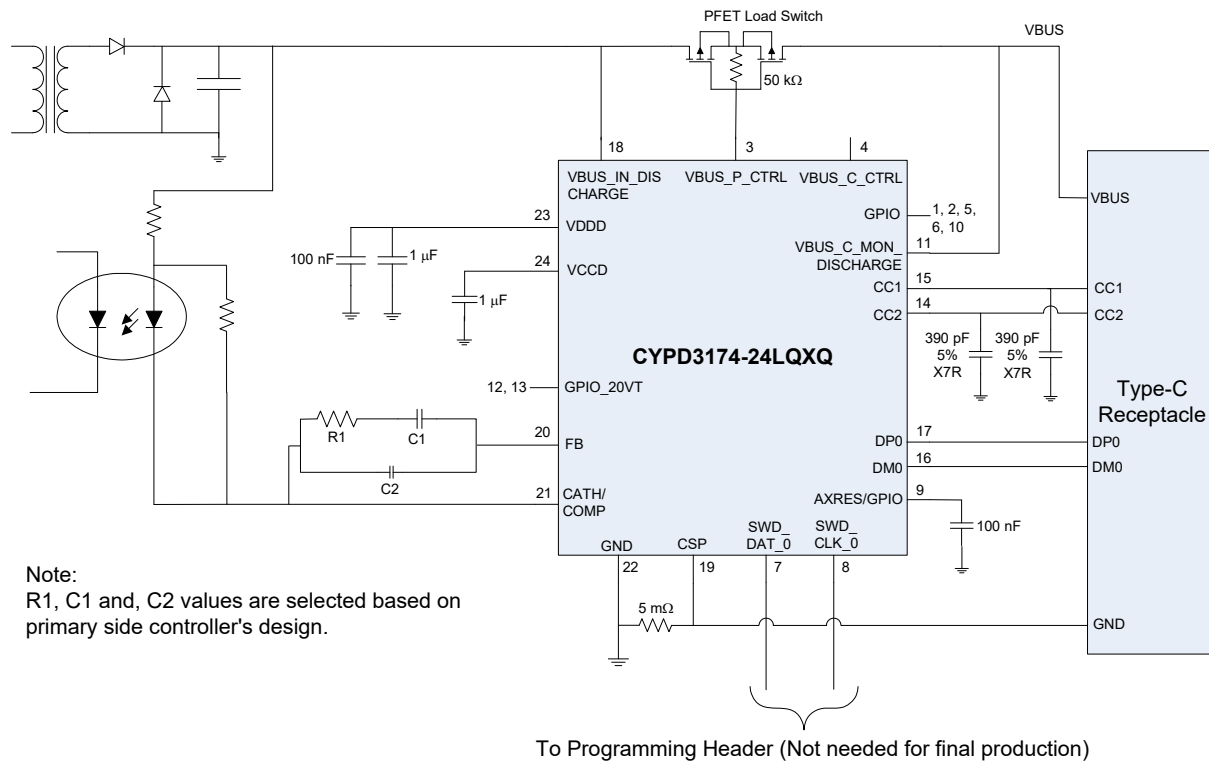 PFET Load Switch
VBUS
50 kΩ
18
3
4
VBUS_IN_DIS
CHARGE
VBUS_P_CTRL
VBUS_C_CTRL
VBUS
23
VDDD
GPIO
1, 2, 5,
6, 10
100 nF
1 µF
VBUS_C_MON_
DISCHARGE
11
24
VCCD
1 µF
CC1
15
CC1
CC2
14
CC2
CYPD3174-24LQXQ
390 pF
5%
X7R
390 pF
5%
X7R
Type-C
Receptacle
12, 13
GPIO_20VT
R1
C1
C2
20
FB
DP0
17
DP0
DM0
16
DM0
21
CATH/
COMP
AXRES/GPIO
9
100 nF
GND
CSP
SWD_
DAT_0
SWD_
CLK_0
22
19
7
8
5 mΩ
GND
Note:
R1, C1 and, C2 values are selected based on
primary side controller's design.
To Programming Header (Not needed for final production)